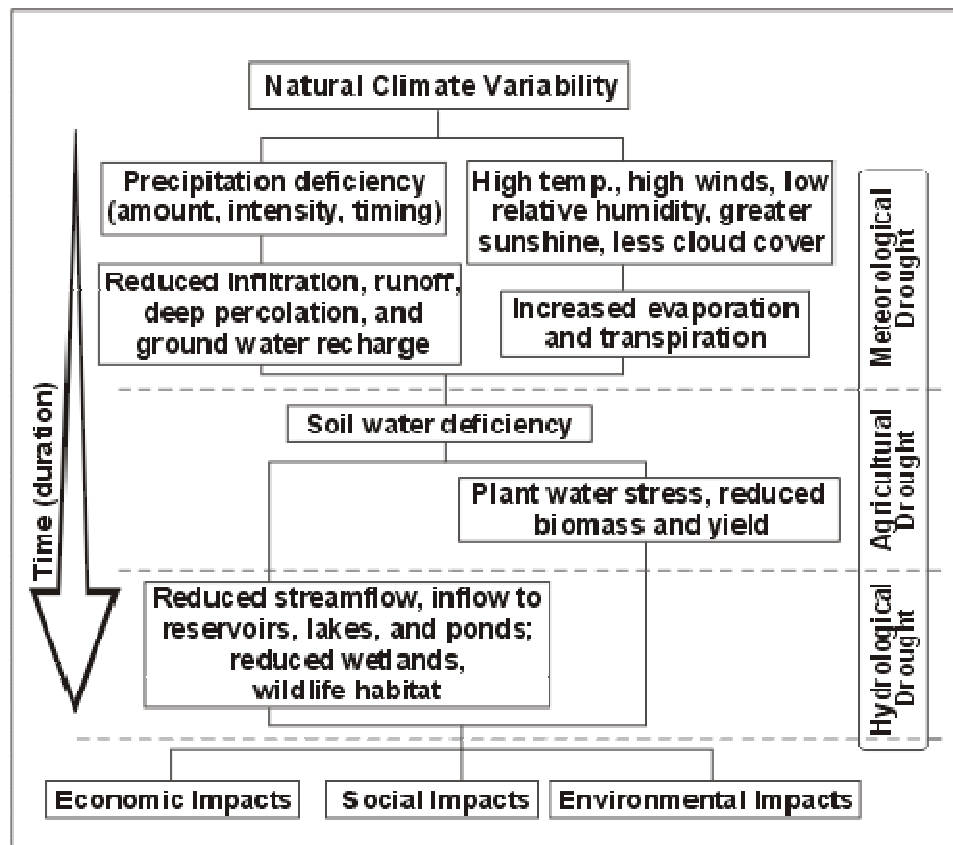 Natural Climate Variability
Precipitation deficiency
(amount, intensity, timing)
High temp., high winds, low
relative humidity, greater
sunshine, less cloud cover
Reduced infiltration, runoff,
deep percolation, and
ground water recharge
Increased evaporation
and transpiration
Soil water deficiency
Plant water stress, reduced
biomass and yield
Reduced streamflow, inflow to
reservoirs, lakes, and ponds;
reduced wetlands,
wildlife habitat
Economic Impacts
Social Impacts
Environmental Impacts
Time (duration)
Meteorological
Drought
Agricultural
Drought
Hydrological
Drought